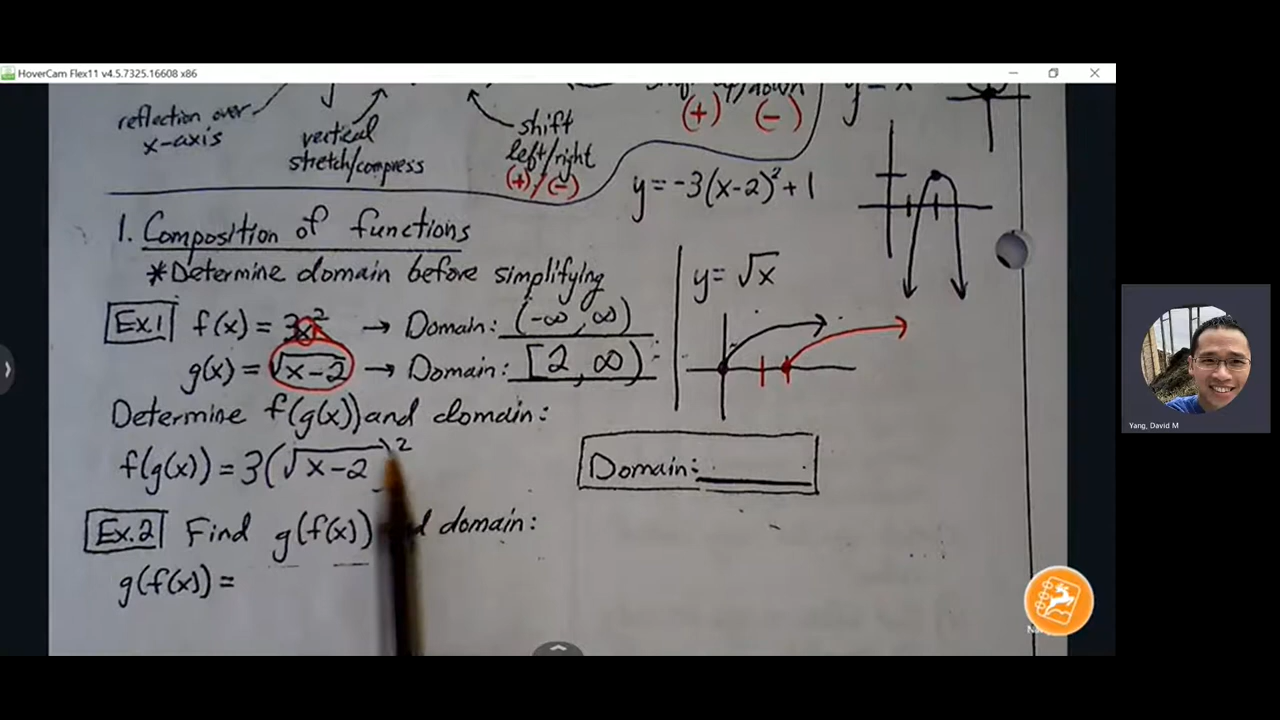 HoverCam Flex11 v4.5.7325.16608 x86
reflection over
x-axis
vertical
stretch/compress
shift
left/right
(+)/(-)
(+) (-)
y = -3(x-2)² + 1
1. Composition of functions
*Determine domain before simplifying
Ex.1 f(x) = 3x² → Domain: (-∞, ∞)
g(x) = √x-2 → Domain: [2, ∞)
y = √x
Determine f(g(x)) and domain:
f(g(x)) = 3(√x-2)²
Domain:
Ex.2 Find g(f(x)) domain:
g(f(x)) =
Yang, David M